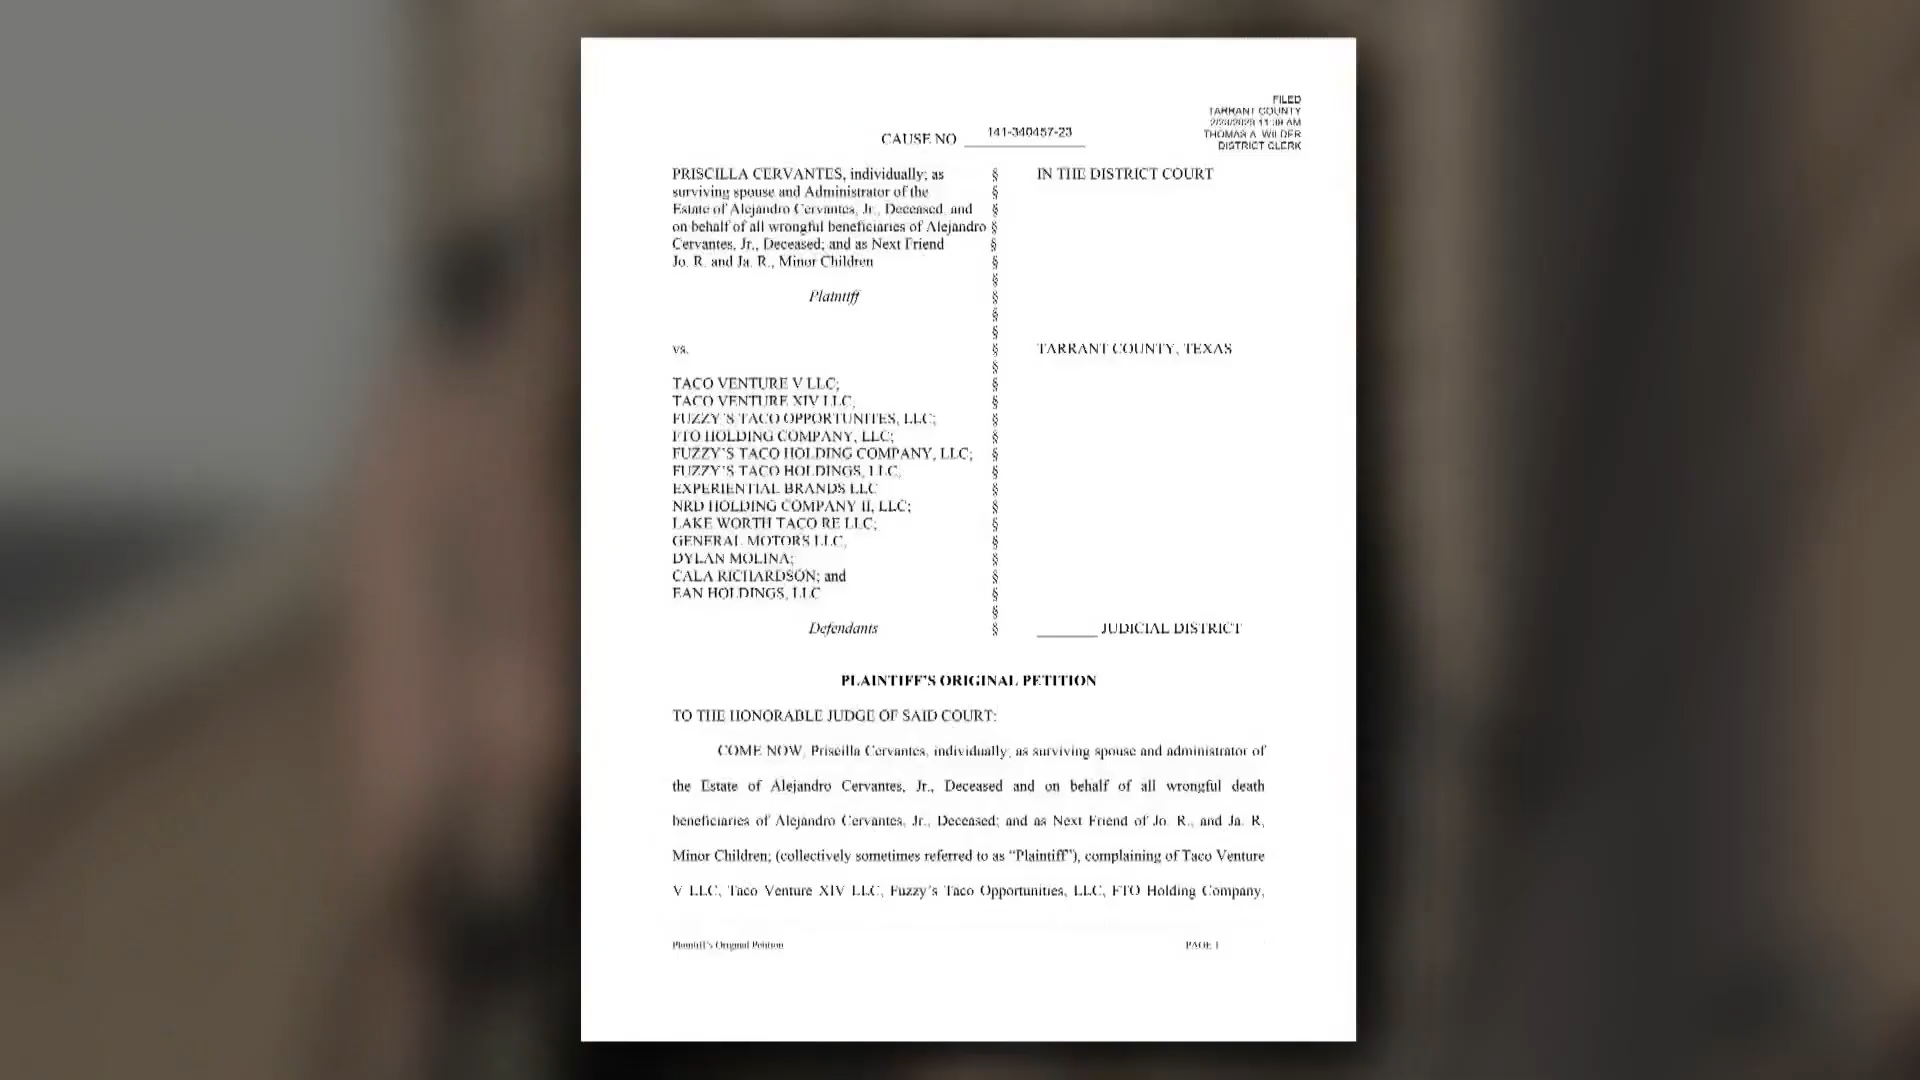 FILED
TARRANT COUNTY
11:39 AM
THOMAS A. WILDER
DISTRICT CLERK
CAUSE NO 141-340457-23
PRISCILLA CERVANTES, individually; as § IN THE DISTRICT COURT
surviving spouse and Administrator of the §
Estate of Alejandro Cervantes, Jr., Deceased, and §
on behalf of all wrongful beneficiaries of Alejandro §
Cervantes, Jr., Deceased; and as Next Friend §
Jo. R. and Ja. R., Minor Children §
§
Plaintiff §
§
§
vs. § TARRANT COUNTY, TEXAS
§
TACO VENTURE V LLC; §
TACO VENTURE XIV LLC, §
FUZZY'S TACO OPPORTUNITES, LLC; §
FTO HOLDING COMPANY, LLC; §
FUZZY'S TACO HOLDING COMPANY, LLC; §
FUZZY'S TACO HOLDINGS, LLC, §
EXPERIENTIAL BRANDS LLC §
NRD HOLDING COMPANY II, LLC; §
LAKE WORTH TACO RE LLC; §
GENERAL MOTORS LLC, §
DYLAN MOLINA; §
CALA RICHARDSON; and §
EAN HOLDINGS, LLC §
§
Defendants § ________ JUDICIAL DISTRICT
PLAINTIFF'S ORIGINAL PETITION
TO THE HONORABLE JUDGE OF SAID COURT:
COME NOW, Priscilla Cervantes, individually; as surviving spouse and administrator of
the Estate of Alejandro Cervantes, Jr., Deceased and on behalf of all wrongful death
beneficiaries of Alejandro Cervantes, Jr., Deceased; and as Next Friend of Jo. R., and Ja. R,
Minor Children; (collectively sometimes referred to as “Plaintiff”), complaining of Taco Venture
V LLC, Taco Venture XIV LLC, Fuzzy's Taco Opportunities, LLC, FTO Holding Company,
Plaintiff's Original Petition PAGE 1